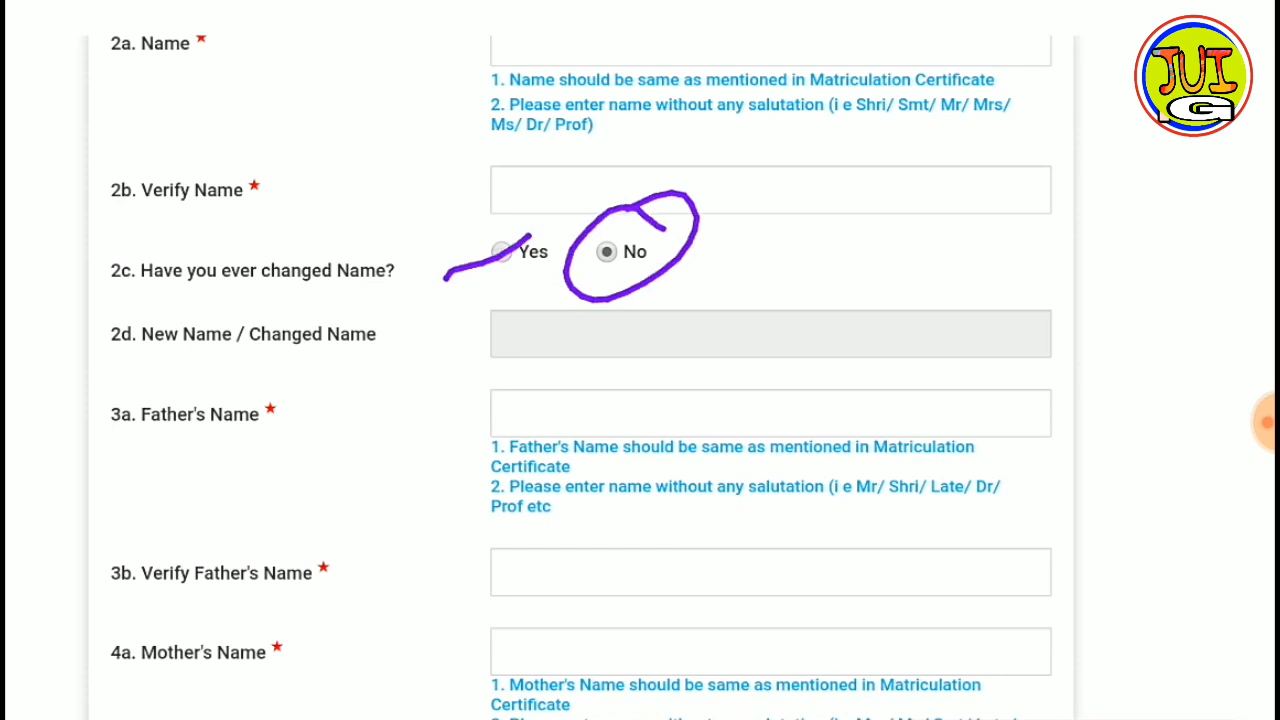 2a. Name *
1. Name should be same as mentioned in Matriculation Certificate
2. Please enter name without any salutation (i e Shri/ Smt/ Mr/ Mrs/
Ms/ Dr/ Prof)
2b. Verify Name *
Yes No
2c. Have you ever changed Name?
2d. New Name / Changed Name
3a. Father's Name *
1. Father's Name should be same as mentioned in Matriculation
Certificate
2. Please enter name without any salutation (i e Mr/ Shri/ Late/ Dr/
Prof etc
3b. Verify Father's Name *
4a. Mother's Name *
1. Mother's Name should be same as mentioned in Matriculation
Certificate
JUI
G